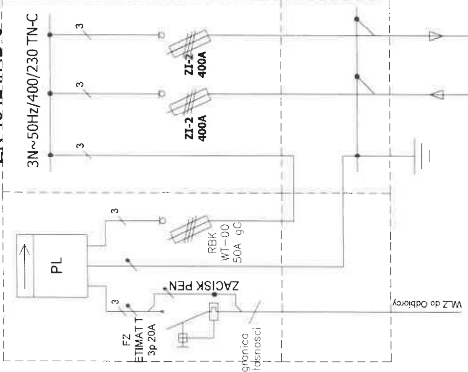 3N~50Hz/400/230 TN-C
3
ZI-2
400A
3
ZI-2
400A
3
PL
3
RBK
WT-00
50A gG
3
FZ
ETIMAT T
3p 20A
ZACISK PEN
WLZ do Odbiorcy
granica